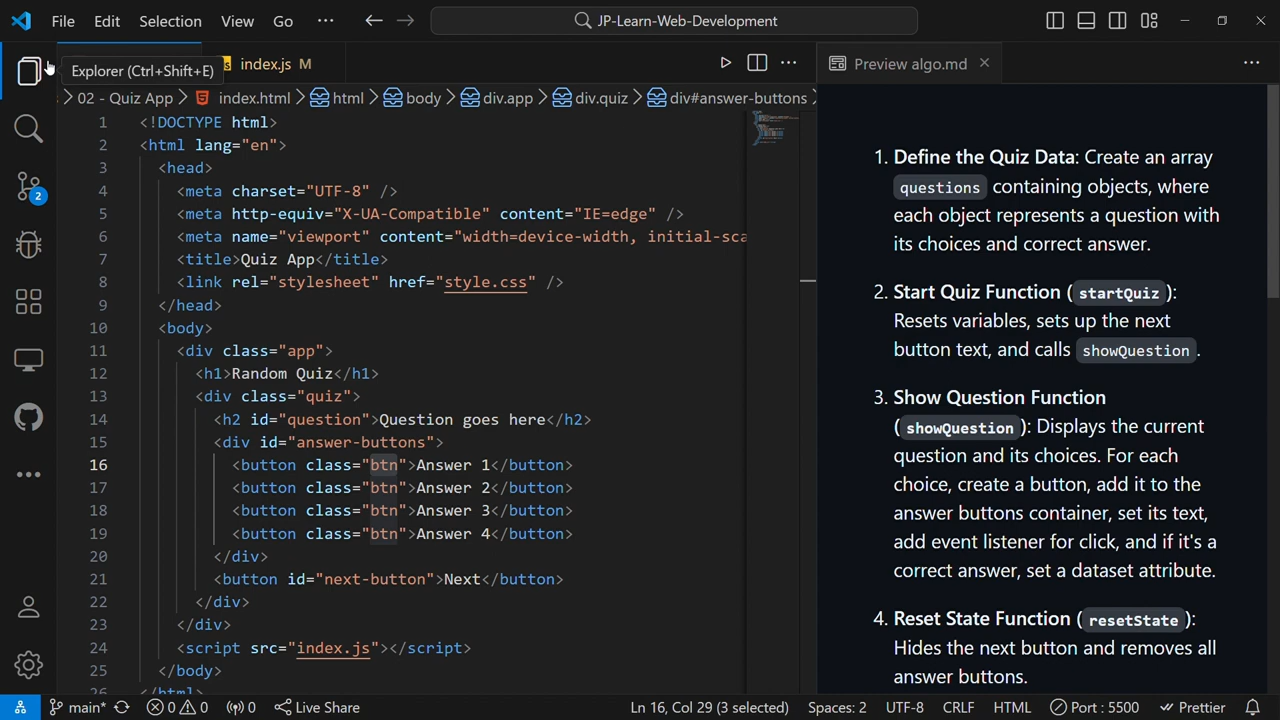 File Edit Selection View Go ···
JP-Learn-Web-Development
Explorer (Ctrl+Shift+E)
index.js M
Preview algo.md
02 - Quiz App > index.html > html > body > div.app > div.quiz > div#answer-buttons
1 <!DOCTYPE html>
2 <html lang="en">
3 <head>
4 <meta charset="UTF-8" />
5 <meta http-equiv="X-UA-Compatible" content="IE=edge" />
6 <meta name="viewport" content="width=device-width, initial-sca
7 <title>Quiz App</title>
8 <link rel="stylesheet" href="style.css" />
9 </head>
10 <body>
11 <div class="app">
12 <h1>Random Quiz</h1>
13 <div class="quiz">
14 <h2 id="question">Question goes here</h2>
15 <div id="answer-buttons">
16 <button class="btn">Answer 1</button>
17 <button class="btn">Answer 2</button>
18 <button class="btn">Answer 3</button>
19 <button class="btn">Answer 4</button>
20 </div>
21 <button id="next-button">Next</button>
22 </div>
23 </div>
24 <script src="index.js"></script>
25 </body>
26 </html>
1. Define the Quiz Data: Create an array
questions containing objects, where
each object represents a question with
its choices and correct answer.
2. Start Quiz Function ( startQuiz ):
Resets variables, sets up the next
button text, and calls showQuestion .
3. Show Question Function
( showQuestion ): Displays the current
question and its choices. For each
choice, create a button, add it to the
answer buttons container, set its text,
add event listener for click, and if it's a
correct answer, set a dataset attribute.
4. Reset State Function ( resetState ):
Hides the next button and removes all
answer buttons.
2
main* 0 0 0 Live Share
Ln 16, Col 29 (3 selected) Spaces: 2 UTF-8 CRLF HTML Port : 5500 Prettier